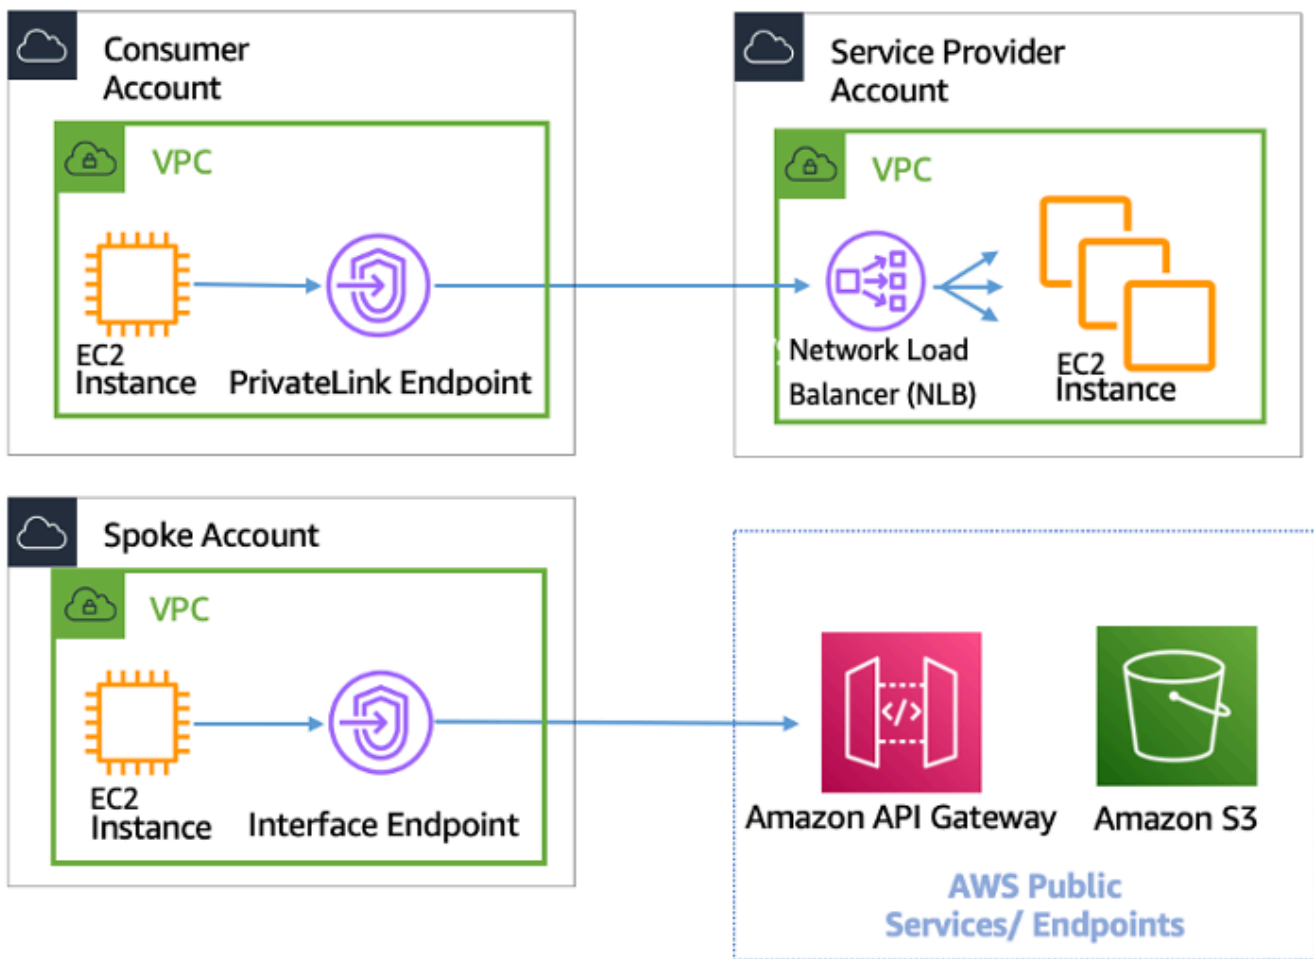 Consumer
Account
VPC
EC2
Instance
PrivateLink Endpoint
Service Provider
Account
VPC
Network Load
Balancer (NLB)
EC2
Instance
Spoke Account
VPC
EC2
Instance
Interface Endpoint
</>
Amazon API Gateway
Amazon S3
AWS Public
Services/ Endpoints